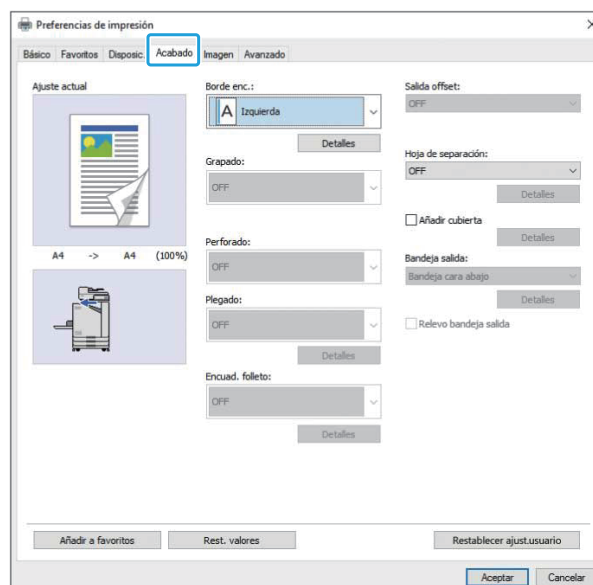 Preferencias de impresión
Básico Favoritos Disposic. Acabado Imagen Avanzado
Ajuste actual
A4 -> A4 (100%)
Borde enc.:
A Izquierda
Detalles
Grapado:
OFF
Perforado:
OFF
Plegado:
OFF
Detalles
Encuad. folleto:
OFF
Detalles
Salida offset:
OFF
Hoja de separación:
OFF
Detalles
Añadir cubierta
Detalles
Bandeja salida:
Bandeja cara abajo
Detalles
Relevo bandeja salida
Añadir a favoritos Rest. valores Restablecer ajust.usuario
Aceptar Cancelar